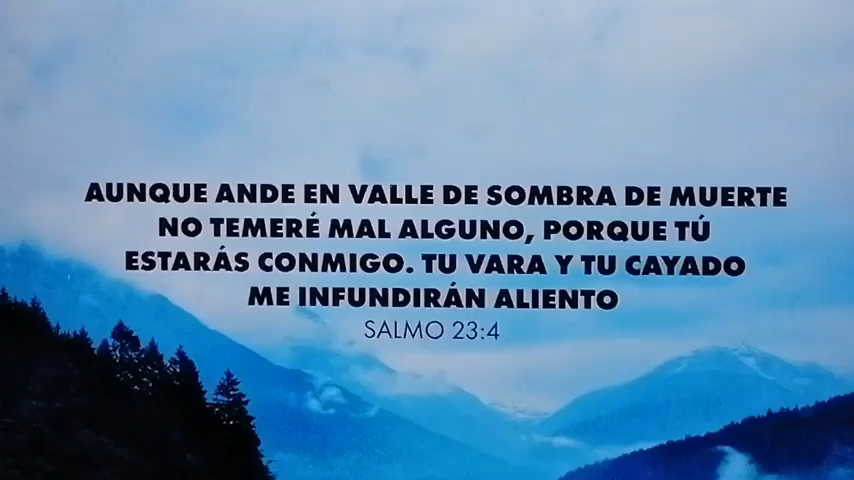 AUNQUE ANDE EN VALLE DE SOMBRA DE MUERTE
NO TEMERÉ MAL ALGUNO, PORQUE TÚ
ESTARÁS CONMIGO. TU VARA Y TU CAYADO
ME INFUNDIRÁN ALIENTO
SALMO 23:4